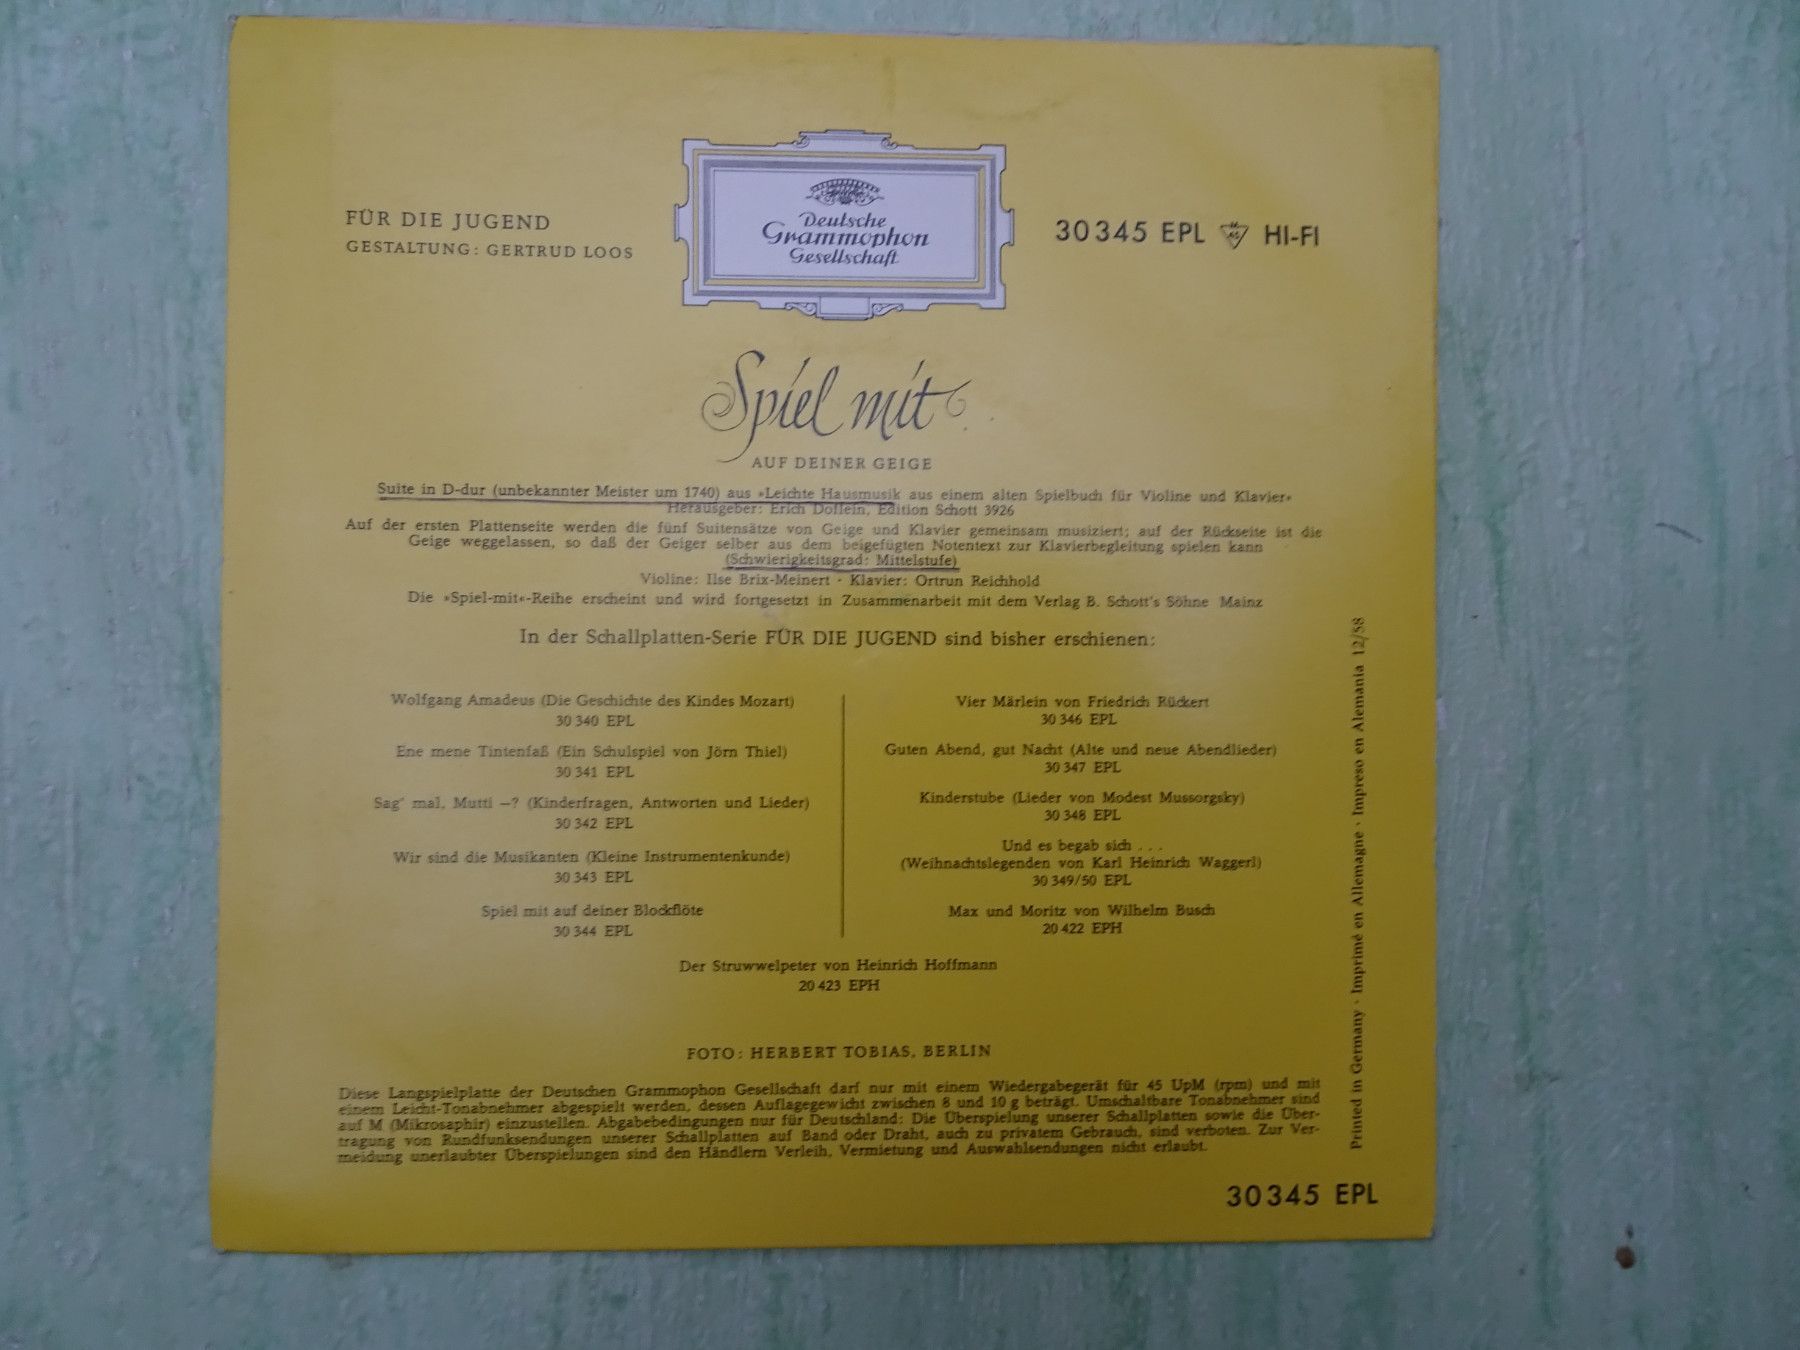 FÜR DIE JUGEND
GESTALTUNG: GERTRUD LOOS
Deutsche
Grammophon
Gesellschaft
30 345 EPL HI-FI
Spiel mit
AUF DEINER GEIGE
Suite in D-dur (unbekannter Meister um 1740) aus »Leichte Hausmusik aus einem alten Spielbuch für Violine und Klavier«
Herausgeber: Erich Doflein, Edition Schott 3926
Auf der ersten Plattenseite werden die fünf Suitensätze von Geige und Klavier gemeinsam musiziert; auf der Rückseite ist die
Geige weggelassen, so daß der Geiger selber aus dem beigefügten Notentext zur Klavierbegleitung spielen kann
(Schwierigkeitsgrad: Mittelstufe)
Violine: Ilse Brix-Meinert · Klavier: Ortrun Reichhold
Die »Spiel-mit«-Reihe erscheint und wird fortgesetzt in Zusammenarbeit mit dem Verlag B. Schott's Söhne Mainz
In der Schallplatten-Serie FÜR DIE JUGEND sind bisher erschienen:
Wolfgang Amadeus (Die Geschichte des Kindes Mozart)
30 340 EPL
Ene mene Tintenfaß (Ein Schulspiel von Jörn Thiel)
30 341 EPL
Sag' mal, Mutti –? (Kinderfragen, Antworten und Lieder)
30 342 EPL
Wir sind die Musikanten (Kleine Instrumentenkunde)
30 343 EPL
Spiel mit auf deiner Blockflöte
30 344 EPL
Vier Märlein von Friedrich Rückert
30 346 EPL
Guten Abend, gut Nacht (Alte und neue Abendlieder)
30 347 EPL
Kinderstube (Lieder von Modest Mussorgsky)
30 348 EPL
Und es begab sich . . .
(Weihnachtslegenden von Karl Heinrich Waggerl)
30 349/50 EPL
Max und Moritz von Wilhelm Busch
20 422 EPH
Der Struwwelpeter von Heinrich Hoffmann
20 423 EPH
FOTO: HERBERT TOBIAS, BERLIN
Diese Langspielplatte der Deutschen Grammophon Gesellschaft darf nur mit einem Wiedergabegerät für 45 UpM (rpm) und mit
einem Leicht-Tonabnehmer abgespielt werden, dessen Auflagegewicht zwischen 8 und 10 g beträgt. Umschaltbare Tonabnehmer sind
auf M (Mikrosaphir) einzustellen. Abgabebedingungen nur für Deutschland: Die Überspielung unserer Schallplatten sowie die Über-
tragung von Rundfunksendungen unserer Schallplatten auf Band oder Draht, auch zu privatem Gebrauch, sind verboten. Zur Ver-
meidung unerlaubter Überspielungen sind den Händlern Verleih, Vermietung und Auswahlsendungen nicht erlaubt.
Printed in Germany · Imprimé en Allemagne · Impreso en Alemania 12/58
30 345 EPL